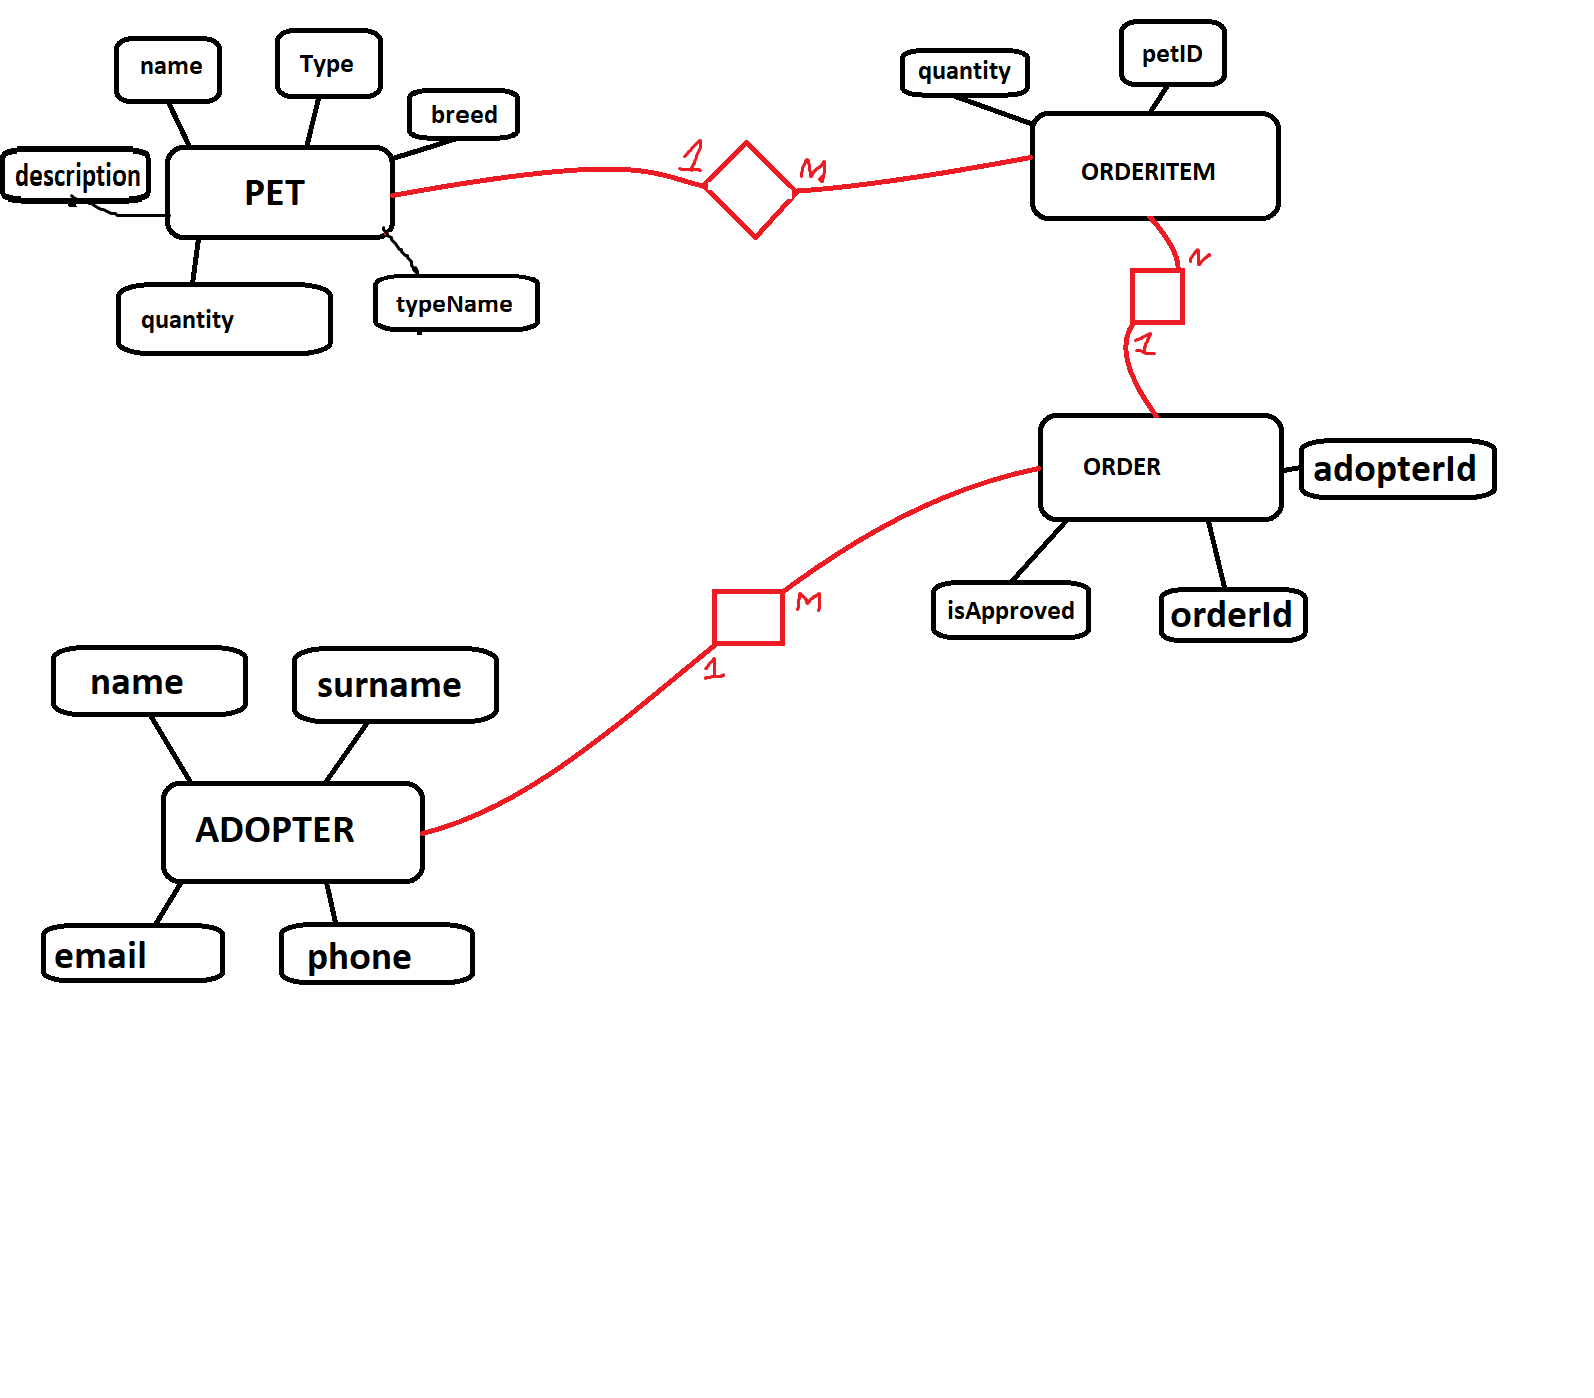 name
Type
breed
description
PET
quantity
typeName
1
M
quantity
petID
ORDERITEM
N
1
ORDER
adopterId
isApproved
orderId
M
1
name
surname
ADOPTER
email
phone